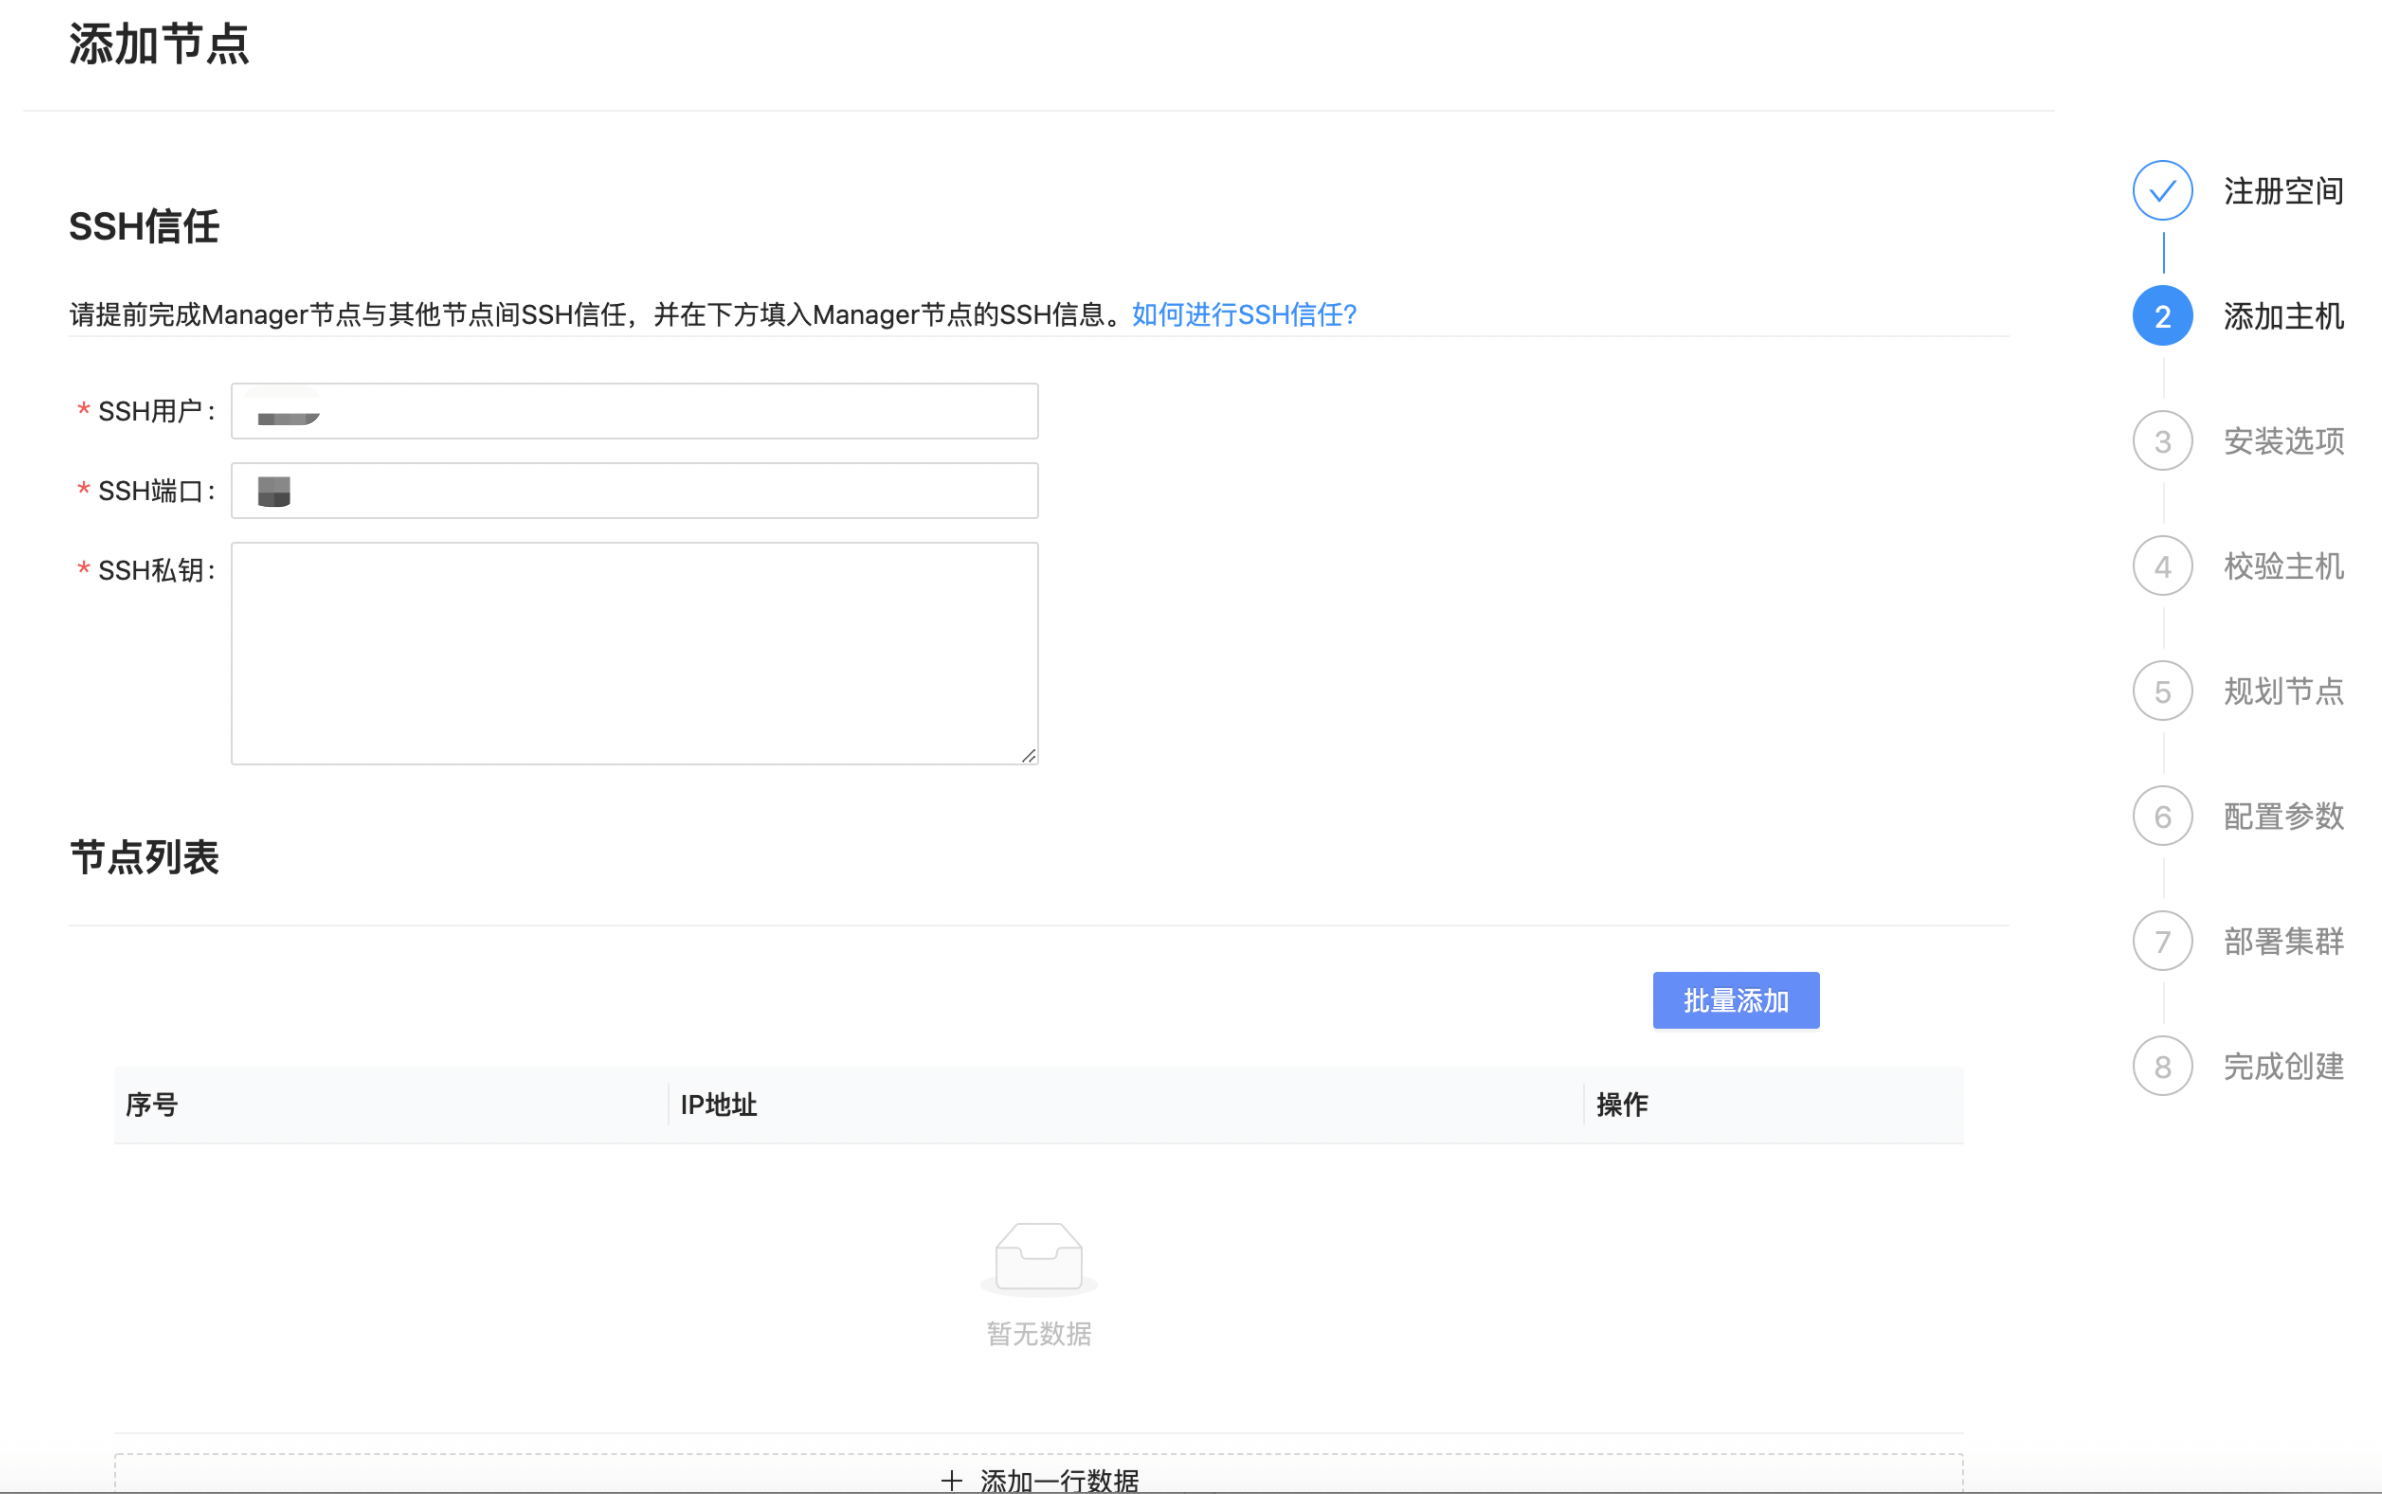 添加节点
SSH信任
请提前完成Manager节点与其他节点间SSH信任，并在下方填入Manager节点的SSH信息。如何进行SSH信任?
* SSH用户:
* SSH端口:
* SSH私钥:
节点列表
批量添加
序号 IP地址 操作
暂无数据
+ 添加一行数据
注册空间
2 添加主机
3 安装选项
4 校验主机
5 规划节点
6 配置参数
7 部署集群
8 完成创建